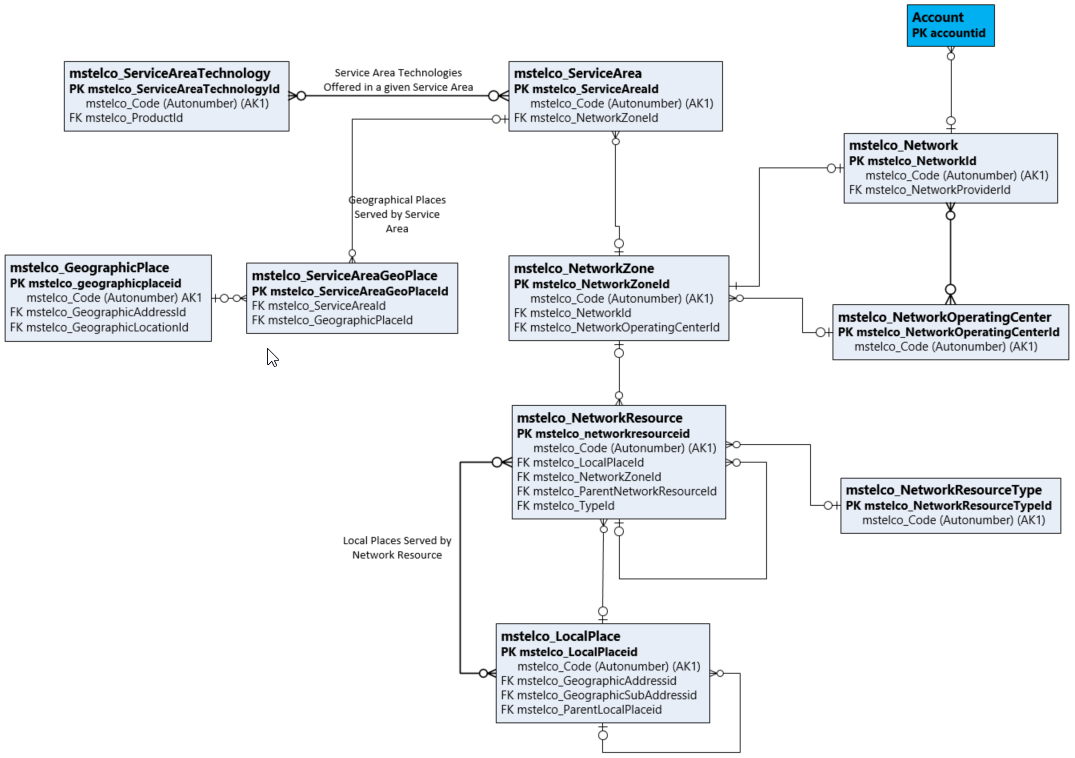 Account
PK accountid
mstelco_ServiceAreaTechnology
PK mstelco_ServiceAreaTechnologyId
mstelco_Code (Autonumber) (AK1)
FK mstelco_ProductId
Service Area Technologies
Offered in a given Service Area
mstelco_ServiceArea
PK mstelco_ServiceAreaId
mstelco_Code (Autonumber) (AK1)
FK mstelco_NetworkZoneId
mstelco_Network
PK mstelco_NetworkId
mstelco_Code (Autonumber) (AK1)
FK mstelco_NetworkProviderId
Geographical Places
Served by Service
Area
mstelco_GeographicPlace
PK mstelco_geographicplaceid
mstelco_Code (Autonumber) AK1
FK mstelco_GeographicAddressId
FK mstelco_GeographicLocationId
mstelco_ServiceAreaGeoPlace
PK mstelco_ServiceAreaGeoPlaceId
FK mstelco_ServiceAreaId
FK mstelco_GeographicPlaceId
mstelco_NetworkZone
PK mstelco_NetworkZoneId
mstelco_Code (Autonumber) (AK1)
FK mstelco_NetworkId
FK mstelco_NetworkOperatingCenterId
mstelco_NetworkOperatingCenter
PK mstelco_NetworkOperatingCenterId
mstelco_Code (Autonumber) (AK1)
mstelco_NetworkResource
PK mstelco_networkresourceid
mstelco_Code (Autonumber) (AK1)
FK mstelco_LocalPlaceId
FK mstelco_NetworkZoneId
FK mstelco_ParentNetworkResourceId
FK mstelco_TypeId
mstelco_NetworkResourceType
PK mstelco_NetworkResourceTypeId
mstelco_Code (Autonumber) (AK1)
Local Places Served by
Network Resource
mstelco_LocalPlace
PK mstelco_LocalPlaceid
mstelco_Code (Autonumber) (AK1)
FK mstelco_GeographicAddressid
FK mstelco_GeographicSubAddressid
FK mstelco_ParentLocalPlaceid